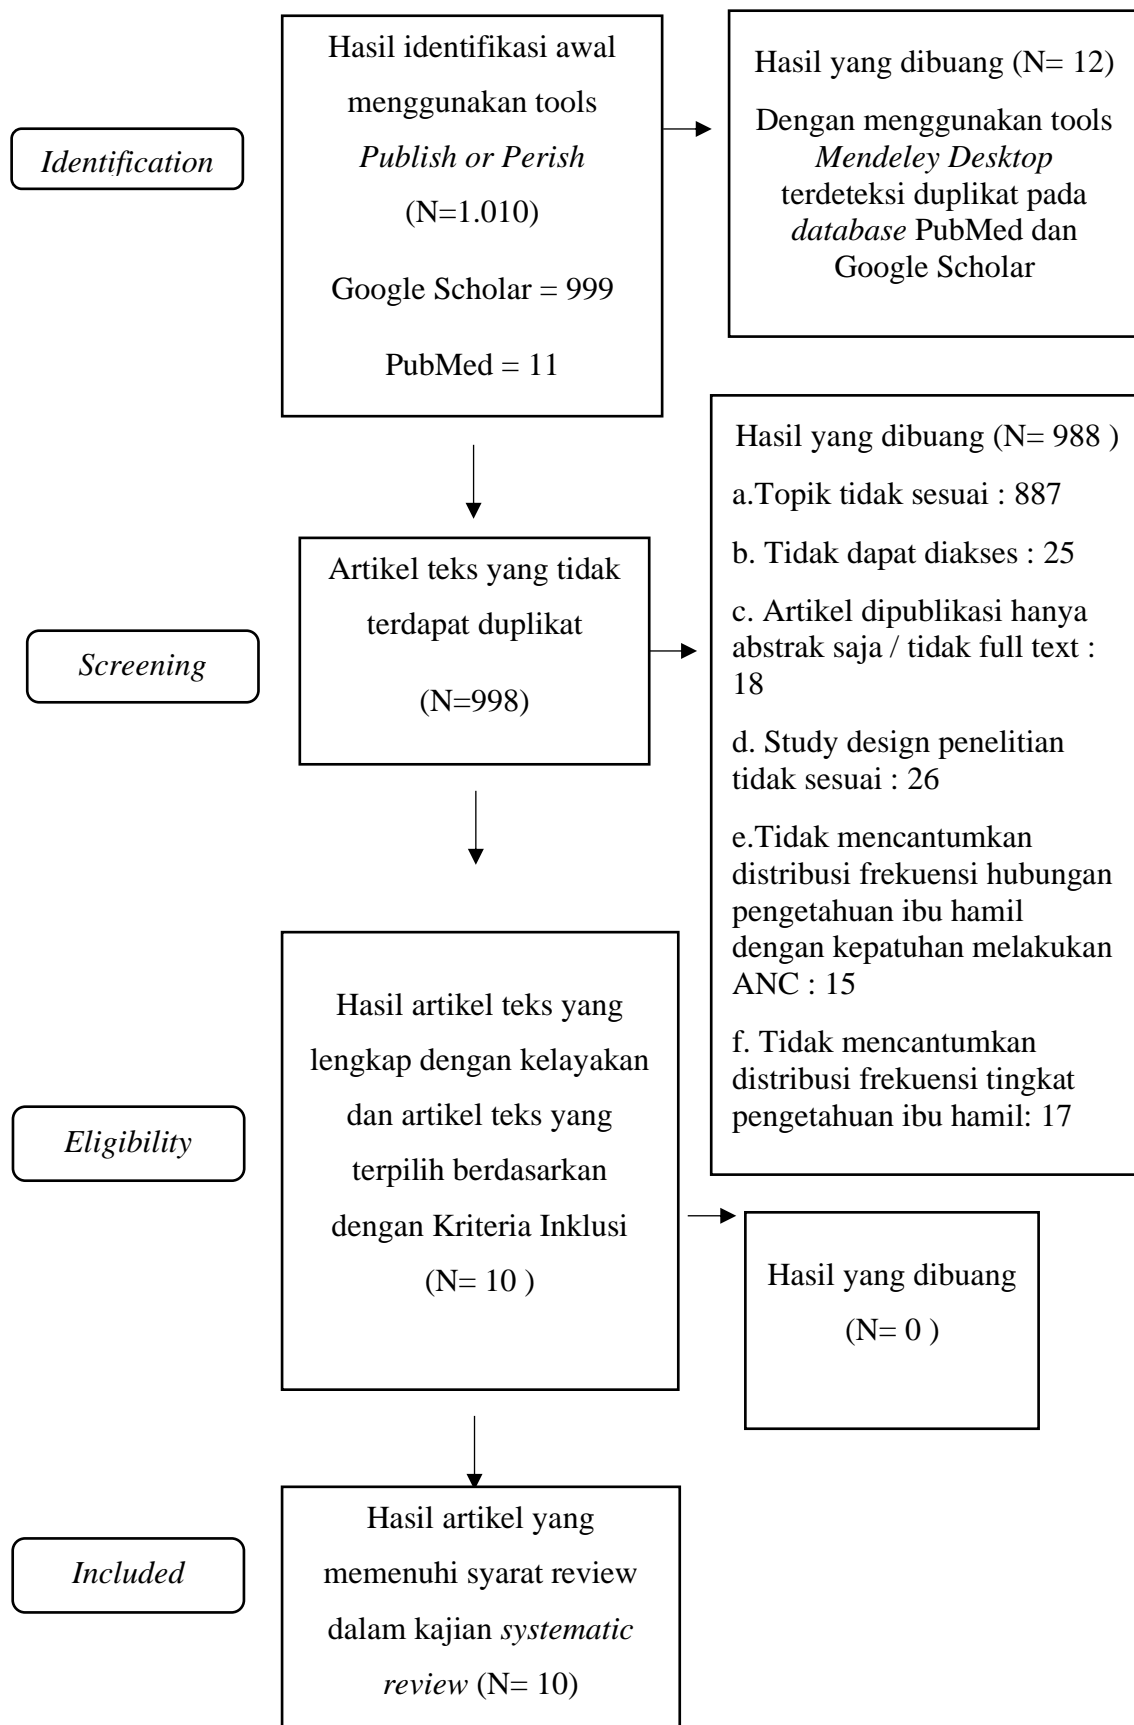 Identification
Hasil identifikasi awal
menggunakan tools
Publish or Perish
(N=1.010)
Google Scholar = 999
PubMed = 11
Hasil yang dibuang (N= 12)
Dengan menggunakan tools
Mendeley Desktop
terdeteksi duplikat pada
database PubMed dan
Google Scholar
Screening
Artikel teks yang tidak
terdapat duplikat
(N=998)
Hasil yang dibuang (N= 988 )
a.Topik tidak sesuai : 887
b. Tidak dapat diakses : 25
c. Artikel dipublikasi hanya
abstrak saja / tidak full text :
18
d. Study design penelitian
tidak sesuai : 26
e.Tidak mencantumkan
distribusi frekuensi hubungan
pengetahuan ibu hamil
dengan kepatuhan melakukan
ANC : 15
f. Tidak mencantumkan
distribusi frekuensi tingkat
pengetahuan ibu hamil: 17
Eligibility
Hasil artikel teks yang
lengkap dengan kelayakan
dan artikel teks yang
terpilih berdasarkan
dengan Kriteria Inklusi
(N= 10 )
Hasil yang dibuang
(N= 0 )
Included
Hasil artikel yang
memenuhi syarat review
dalam kajian systematic
review (N= 10)